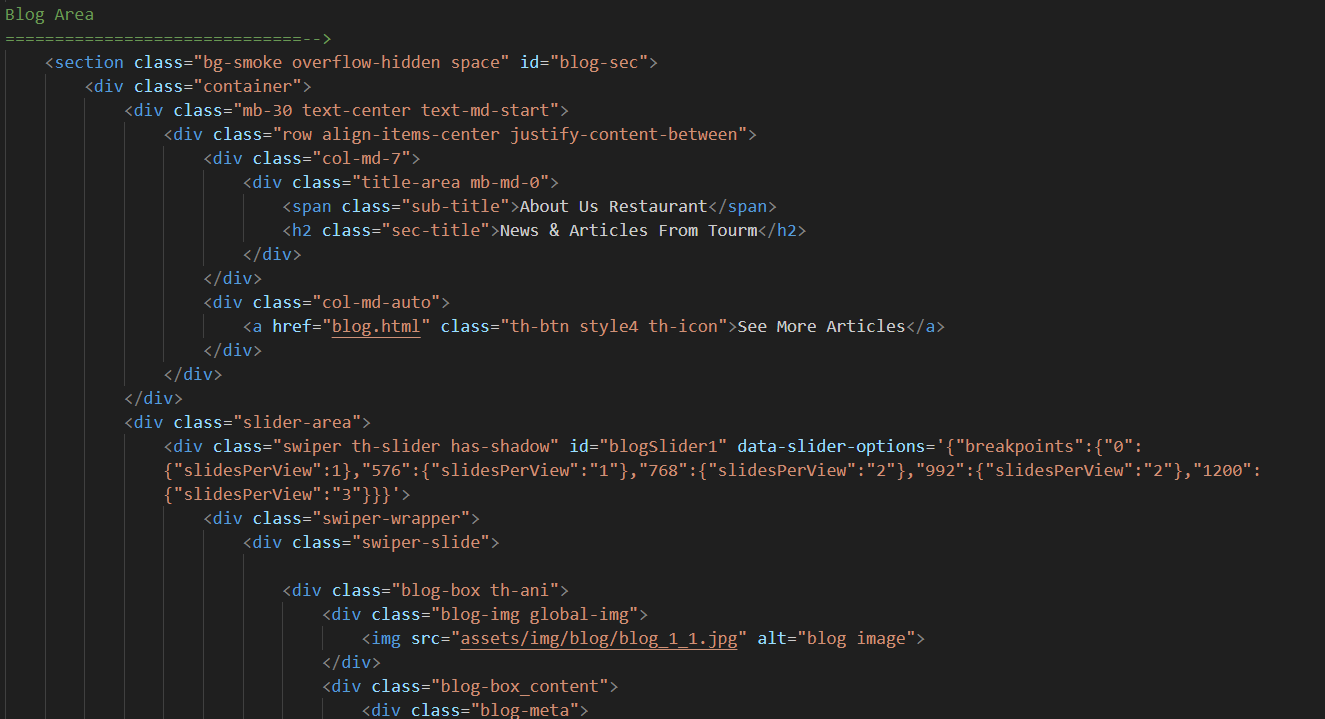 Blog Area
==============================-->
<section class="bg-smoke overflow-hidden space" id="blog-sec">
<div class="container">
<div class="mb-30 text-center text-md-start">
<div class="row align-items-center justify-content-between">
<div class="col-md-7">
<div class="title-area mb-md-0">
<span class="sub-title">About Us Restaurant</span>
<h2 class="sec-title">News & Articles From Tourm</h2>
</div>
</div>
<div class="col-md-auto">
<a href="blog.html" class="th-btn style4 th-icon">See More Articles</a>
</div>
</div>
</div>
<div class="slider-area">
<div class="swiper th-slider has-shadow" id="blogSlider1" data-slider-options='{"breakpoints":{"0":
{"slidesPerView":1},"576":{"slidesPerView":"1"},"768":{"slidesPerView":"2"},"992":{"slidesPerView":"2"},"1200":
{"slidesPerView":"3"}}}'>
<div class="swiper-wrapper">
<div class="swiper-slide">
<div class="blog-box th-ani">
<div class="blog-img global-img">
<img src="assets/img/blog/blog_1_1.jpg" alt="blog image">
</div>
<div class="blog-box_content">
<div class="blog-meta">